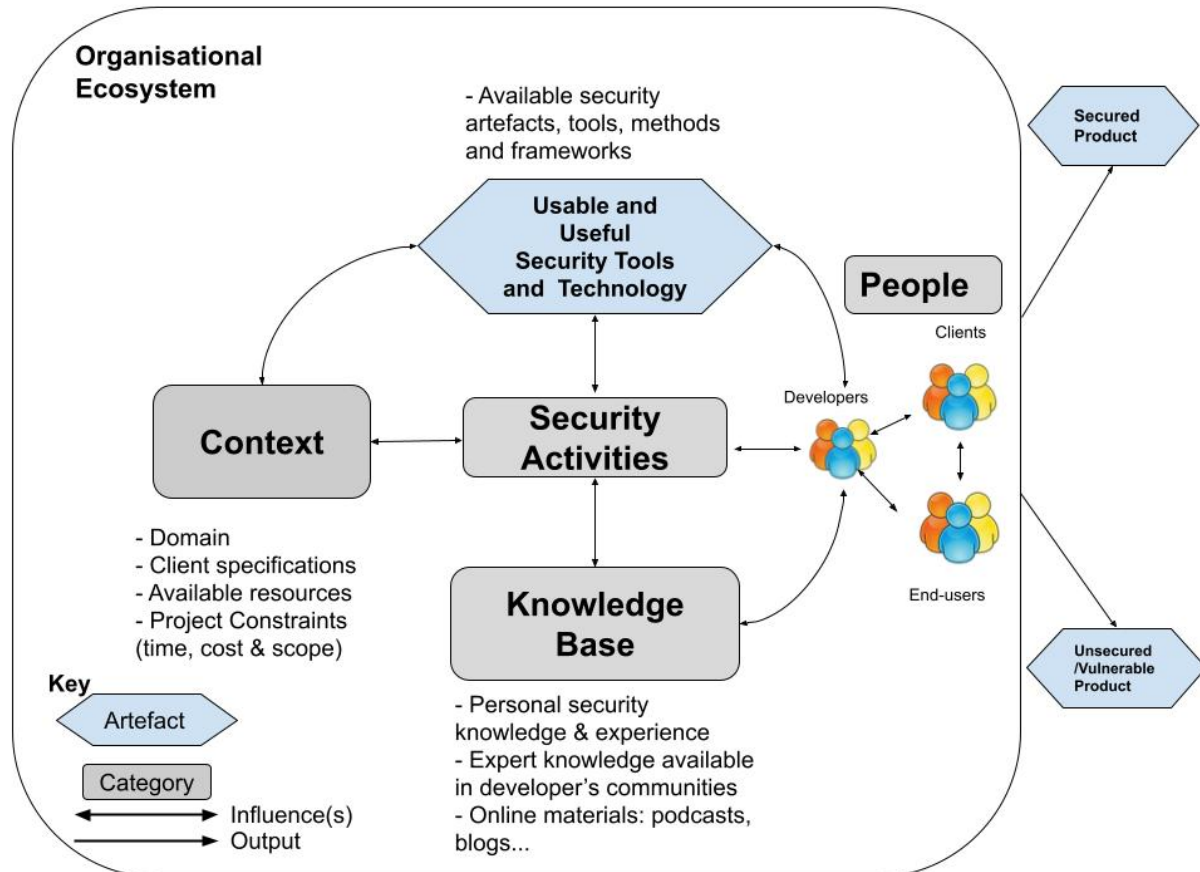 Organisational
Ecosystem
- Available security
artefacts, tools, methods
and frameworks
Usable and
Useful
Security Tools
and Technology
Secured
Product
People
Clients
Developers
End-users
Context
Security
Activities
- Domain
- Client specifications
- Available resources
- Project Constraints
(time, cost & scope)
Knowledge
Base
- Personal security
knowledge & experience
- Expert knowledge available
in developer's communities
- Online materials: podcasts,
blogs...
Unsecured
/Vulnerable
Product
Key
Artefact
Category
Influence(s)
Output